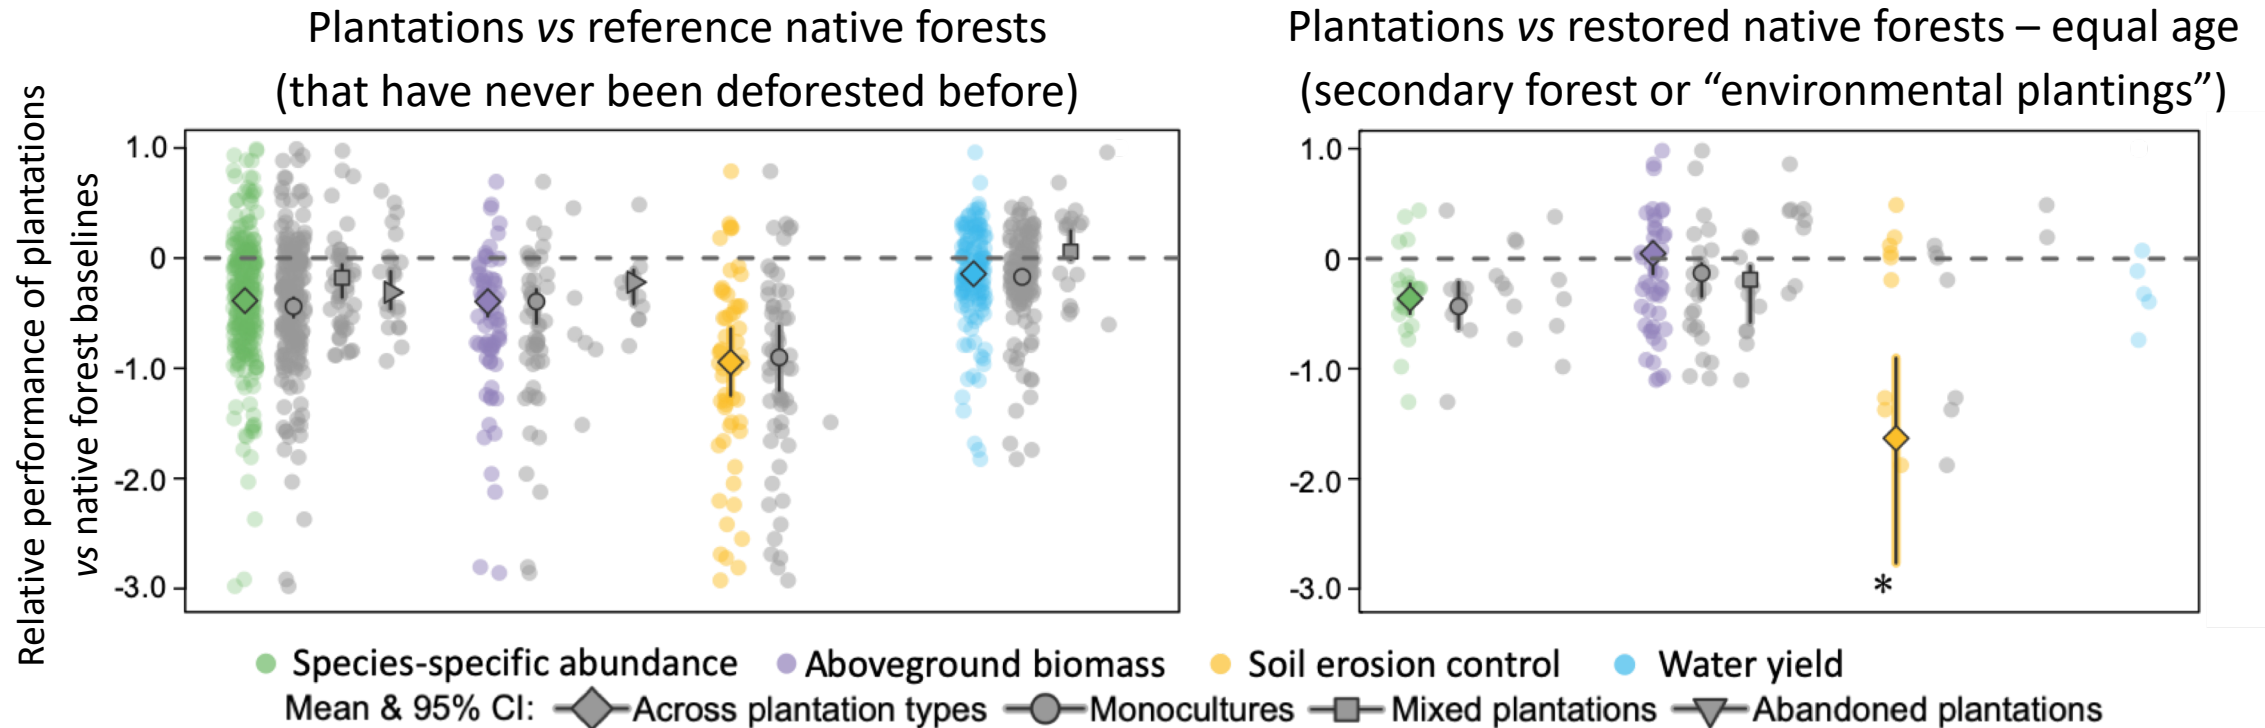 Plantations vs reference native forests
(that have never been deforested before)
Plantations vs restored native forests – equal age
(secondary forest or “environmental plantings”)
Relative performance of plantations
vs native forest baselines
1.0
0
-1.0
-2.0
-3.0
1.0
0
-1.0
-2.0
-3.0
*
Species-specific abundance Aboveground biomass Soil erosion control Water yield
Mean & 95% CI: Across plantation types Monocultures Mixed plantations Abandoned plantations